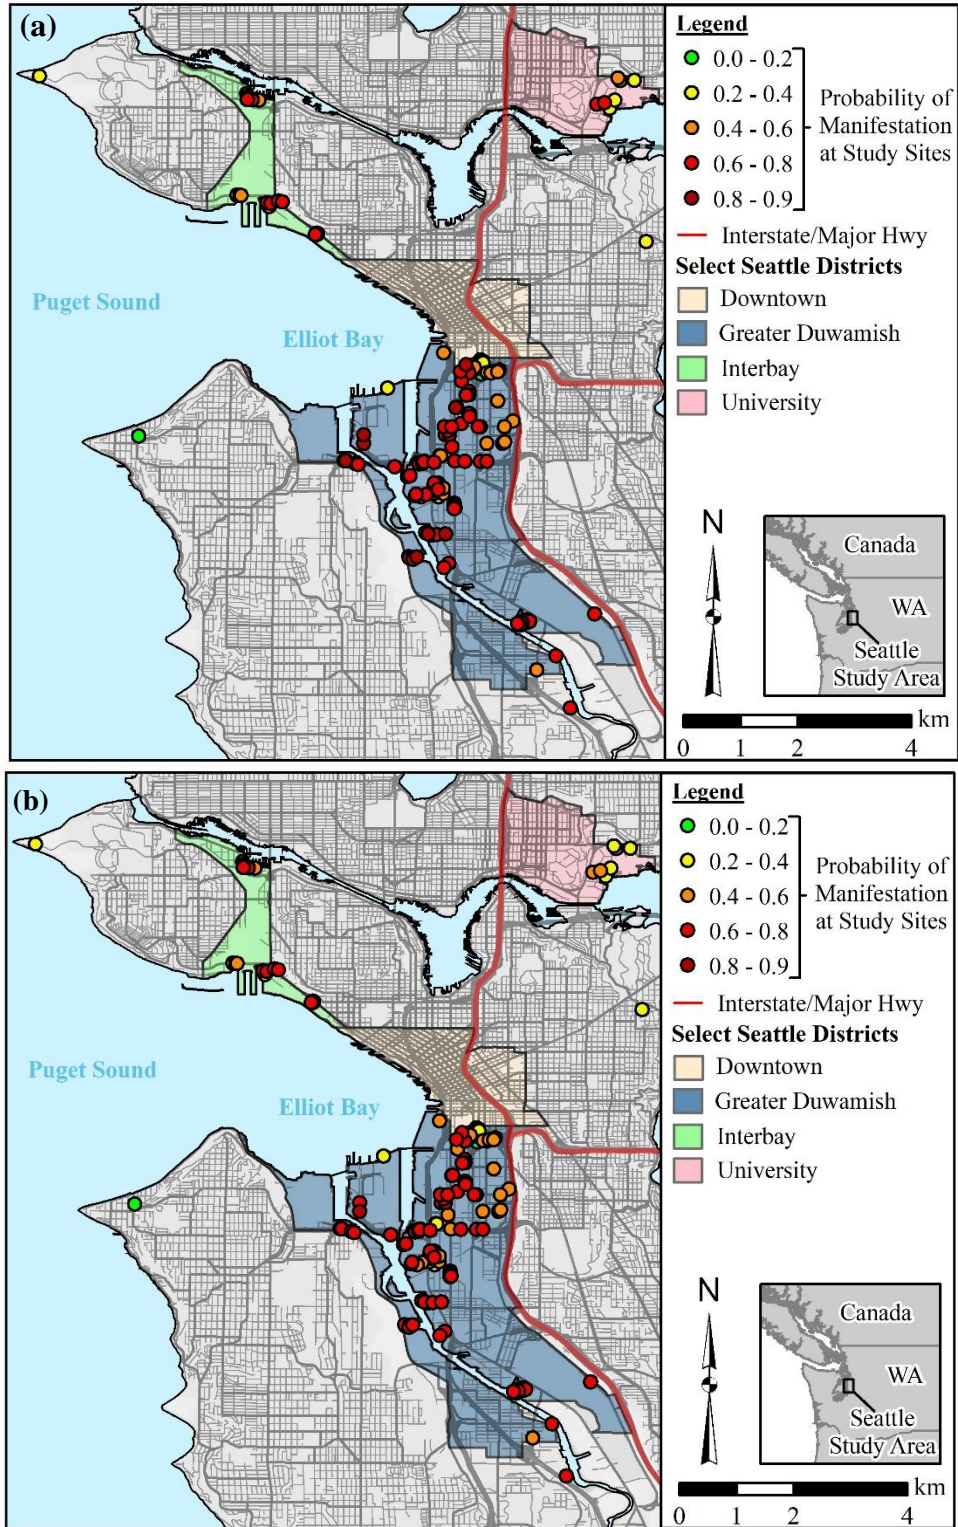 (a)
Legend
0.0 - 0.2
0.2 - 0.4
0.4 - 0.6
0.6 - 0.8
0.8 - 0.9
Probability of
Manifestation
at Study Sites
Interstate/Major Hwy
Select Seattle Districts
Downtown
Greater Duwamish
Interbay
University
Puget Sound
Elliot Bay
N
Canada
WA
Seattle
Study Area
km
0 1 2 4
(b)
Legend
0.0 - 0.2
0.2 - 0.4
0.4 - 0.6
0.6 - 0.8
0.8 - 0.9
Probability of
Manifestation
at Study Sites
Interstate/Major Hwy
Select Seattle Districts
Downtown
Greater Duwamish
Interbay
University
Puget Sound
Elliot Bay
N
Canada
WA
Seattle
Study Area
km
0 1 2 4